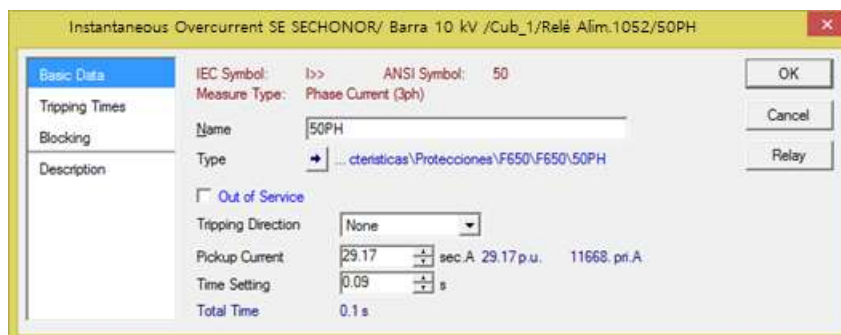 Instantaneous Overcurrent SE SECHONOR/ Barra 10 kV /Cub_1/Relé Alim.1052/50PH
Basic Data
Tripping Times
Blocking
Description
IEC Symbol: I>> ANSI Symbol: 50
Measure Type: Phase Current (3ph)
Name 50PH
Type ... cteristicas\Protecciones\F650\F650\50PH
Out of Service
Tripping Direction None
Pickup Current 29.17 sec.A 29.17 p.u. 11668. pri.A
Time Setting 0.09 s
Total Time 0.1 s
OK
Cancel
Relay